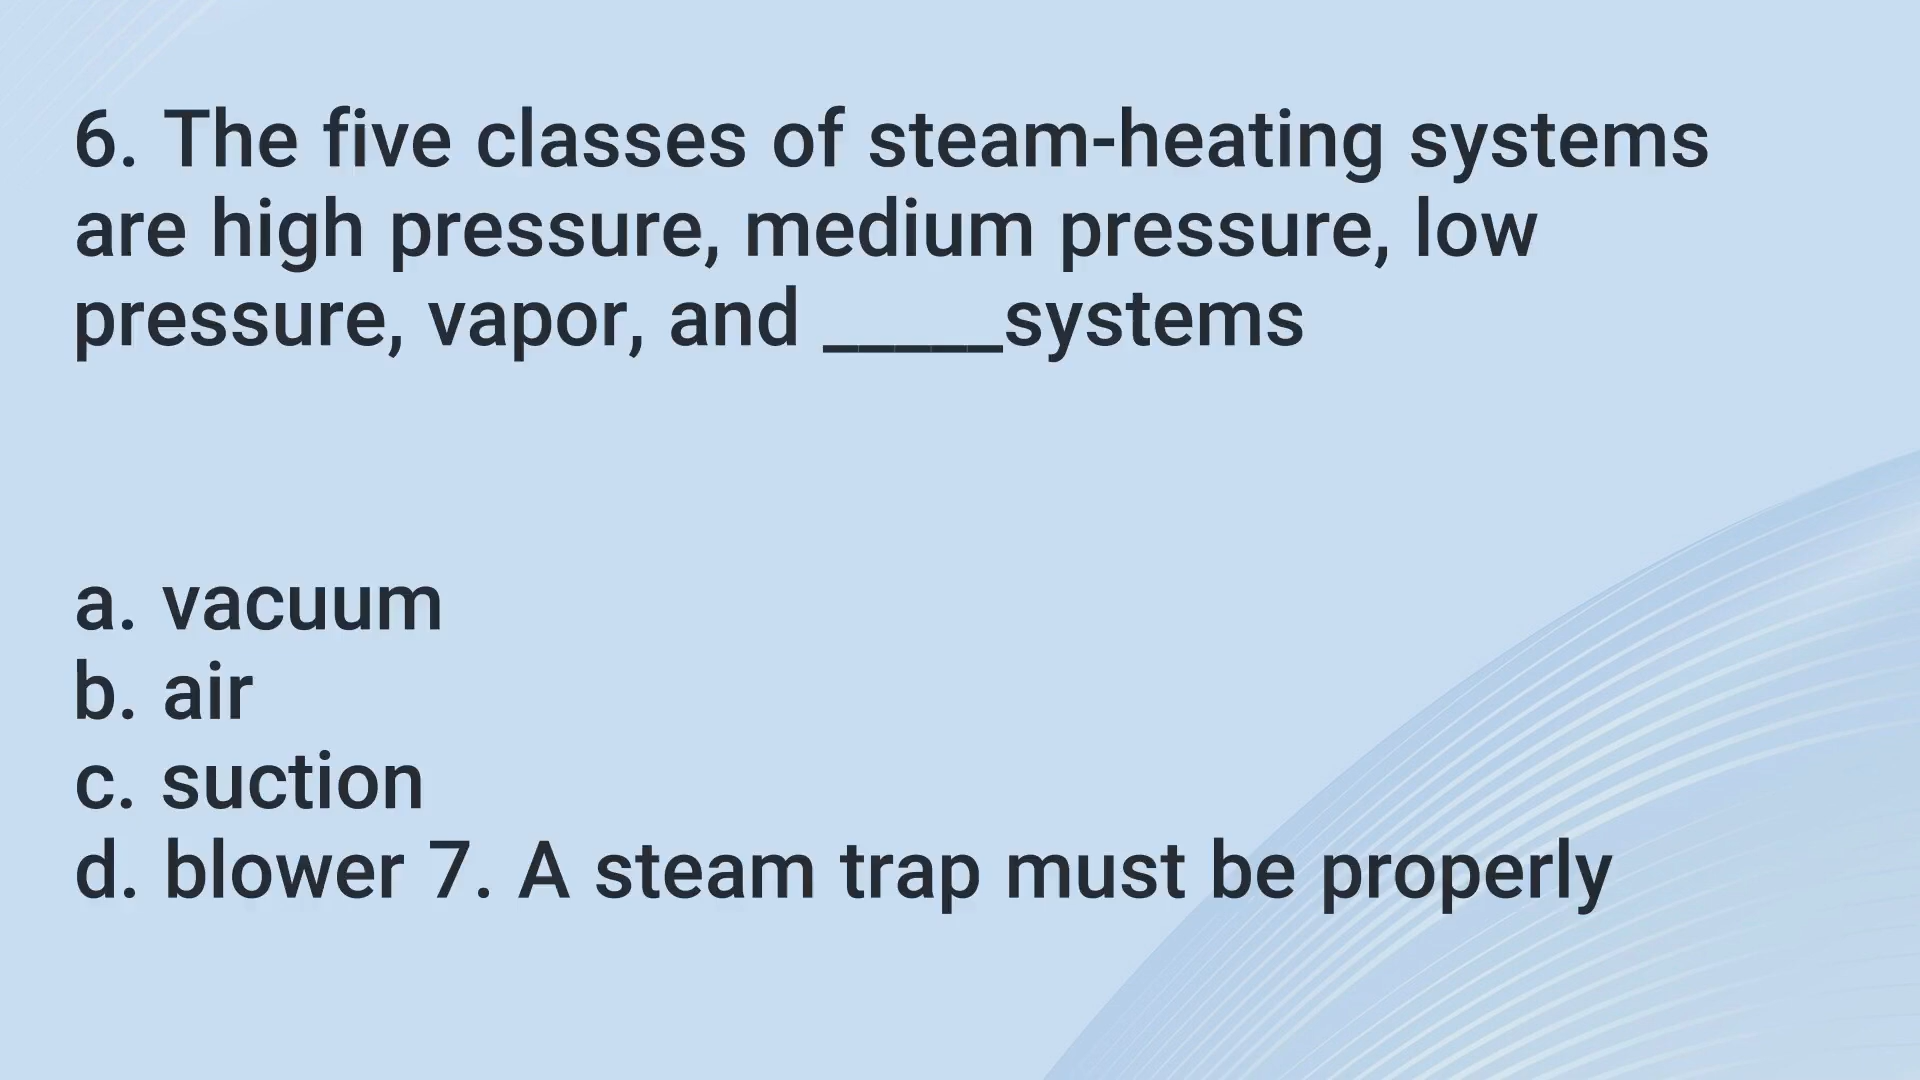 6. The five classes of steam-heating systems
are high pressure, medium pressure, low
pressure, vapor, and _____systems
a. vacuum
b. air
c. suction
d. blower 7. A steam trap must be properly